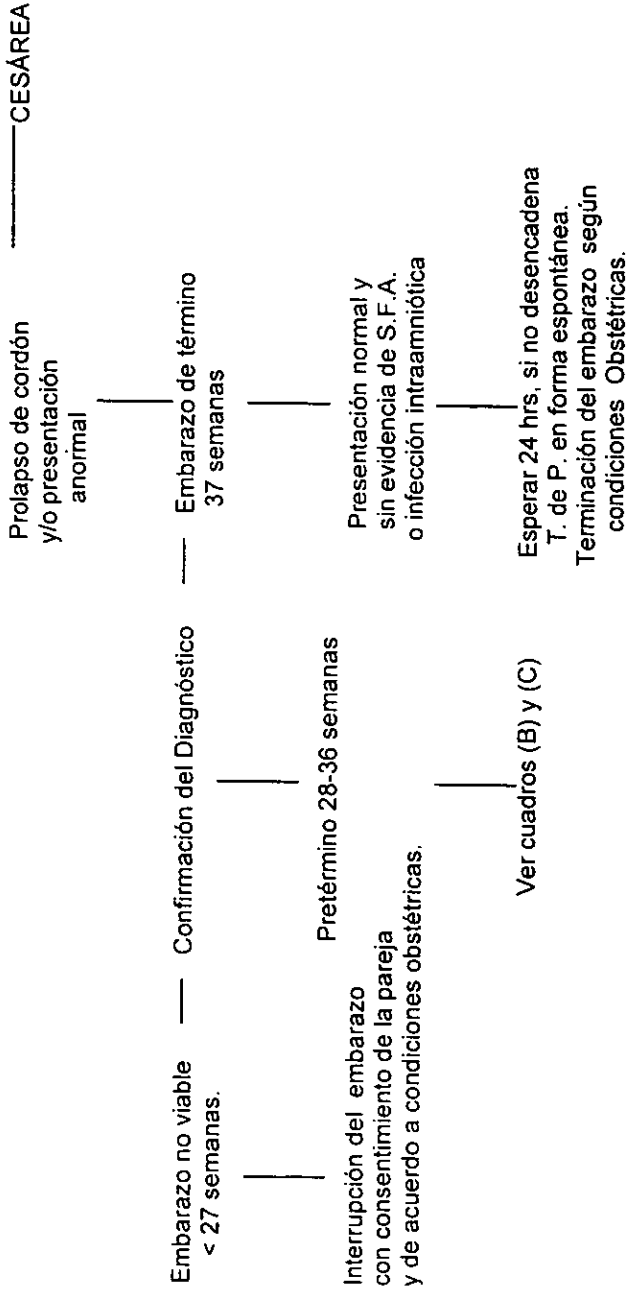 Prolapso de cordón
y/o presentación
anormal
CESÁREA
Embarazo no viable
< 27 semanas.
Confirmación del Diagnóstico
Embarazo de término
37 semanas
Interrupción del embarazo
con consentimiento de la pareja
y de acuerdo a condiciones obstétricas.
Pretérmino 28-36 semanas
Presentación normal y
sin evidencia de S.F.A.
o infección intraamniótica
Ver cuadros (B) y (C)
Esperar 24 hrs, si no desencadena
T. de P. en forma espontánea.
Terminación del embarazo según
condiciones Obstétricas.